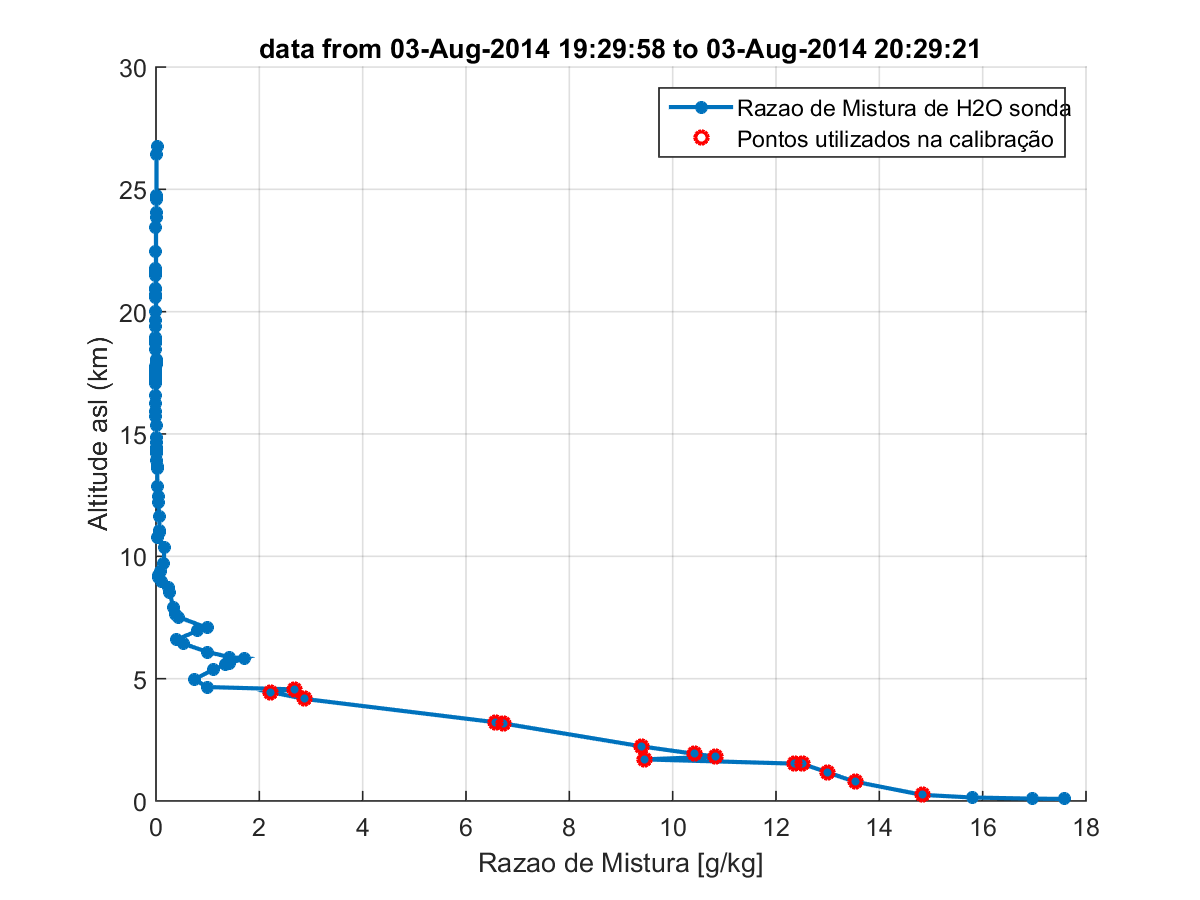 data from 03-Aug-2014 19:29:58 to 03-Aug-2014 20:29:21
Razao de Mistura de H2O sonda
Pontos utilizados na calibração
30
25
20
15
10
5
0
Altitude asl (km)
0 2 4 6 8 10 12 14 16 18
Razao de Mistura [g/kg]